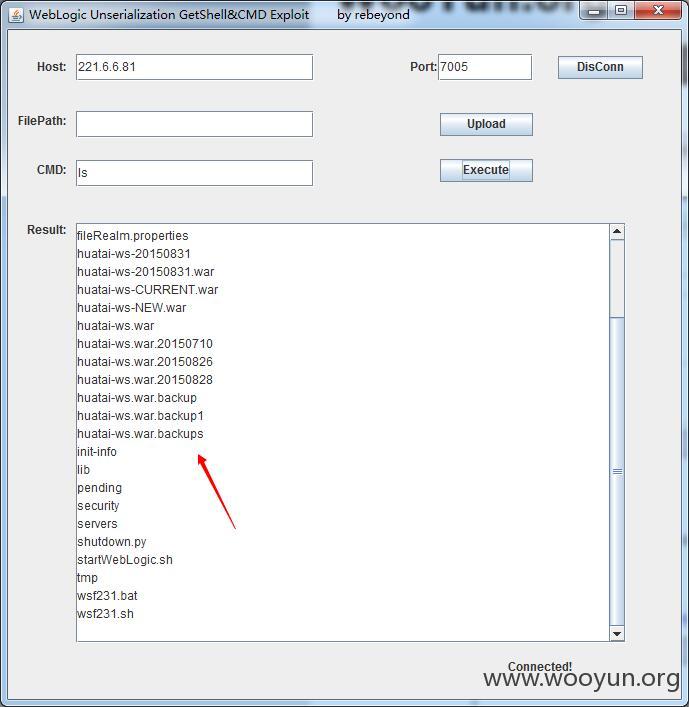 WooYun.org
WebLogic Unserialization GetShell&CMD Exploit by rebeyond
Host: 221.6.6.81 Port: 7005 DisConn
FilePath: Upload
CMD: ls Execute
Result:
fileRealm.properties
huatai-ws-20150831
huatai-ws-20150831.war
huatai-ws-CURRENT.war
huatai-ws-NEW.war
huatai-ws.war
huatai-ws.war.20150710
huatai-ws.war.20150826
huatai-ws.war.20150828
huatai-ws.war.backup
huatai-ws.war.backup1
huatai-ws.war.backups
init-info
lib
pending
security
servers
shutdown.py
startWebLogic.sh
tmp
wsf231.bat
wsf231.sh
Connected!
www.wooyun.org